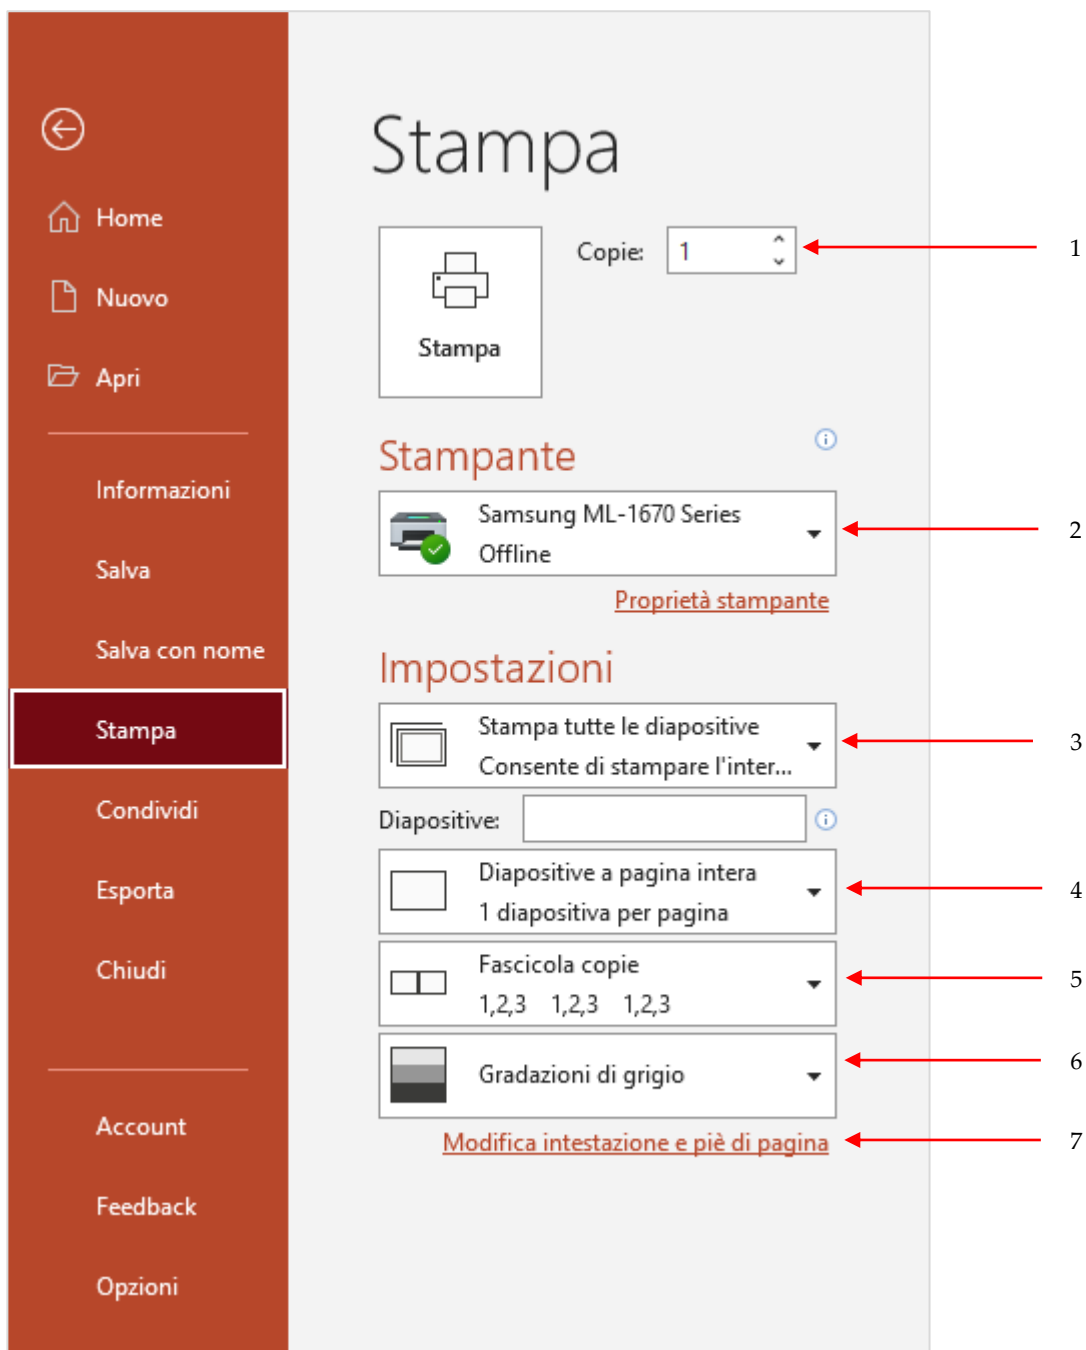 Stampa
Home
Nuovo
Apri
Informazioni
Salva
Salva con nome
Stampa
Condividi
Esporta
Chiudi
Account
Feedback
Opzioni
Stampa
Copie: 1
1
Stampante
Samsung ML-1670 Series
Offline
2
Proprietà stampante
Impostazioni
Stampa tutte le diapositive
Consente di stampare l'inter...
3
Diapositive:
Diapositive a pagina intera
1 diapositiva per pagina
4
Fascicola copie
1,2,3 1,2,3 1,2,3
5
Gradazioni di grigio
6
Modifica intestazione e piè di pagina
7